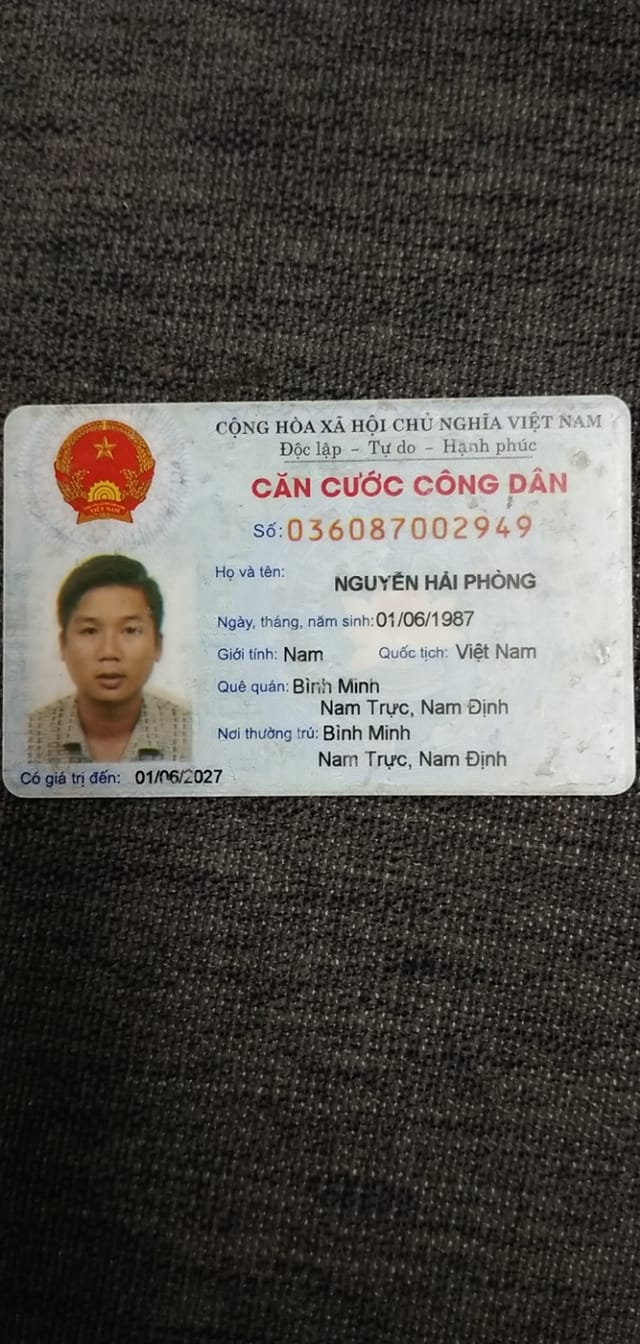 CỘNG HÒA XÃ HỘI CHỦ NGHĨA VIỆT NAM
Độc lập - Tự do - Hạnh phúc
CĂN CƯỚC CÔNG DÂN
Số: 036087002949
Họ và tên: NGUYỄN HẢI PHÒNG
Ngày, tháng, năm sinh: 01/06/1987
Giới tính: Nam Quốc tịch: Việt Nam
Quê quán: Bình Minh
Nam Trực, Nam Định
Nơi thường trú: Bình Minh
Nam Trực, Nam Định
Có giá trị đến: 01/06/2027
VIỆT NAM